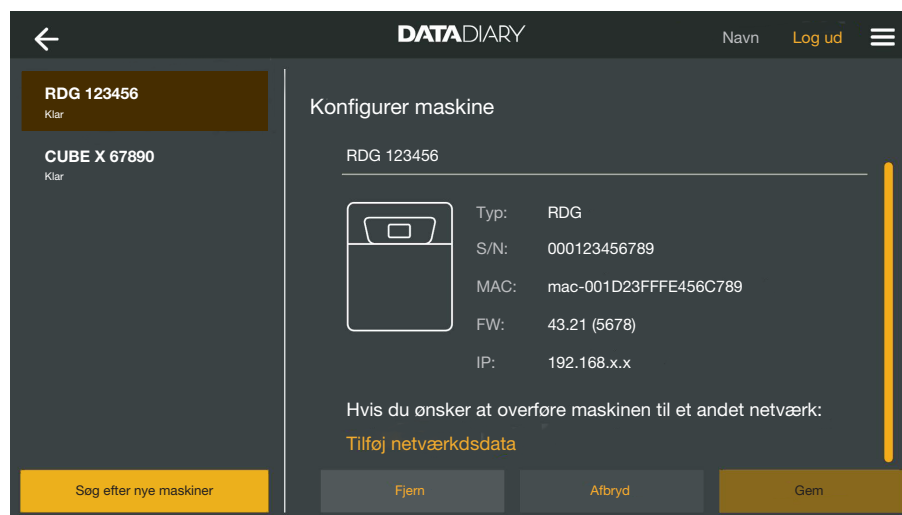 DATADIARY
Navn
Log ud
RDG 123456
Klar
CUBE X 67890
Klar
Søg efter nye maskiner
Konfigurer maskine
RDG 123456
Typ: RDG
S/N: 000123456789
MAC: mac-001D23FFFE456C789
FW: 43.21 (5678)
IP: 192.168.x.x
Hvis du ønsker at overføre maskinen til et andet netværk:
Tilføj netværkdsdata
Fjern
Afbryd
Gem